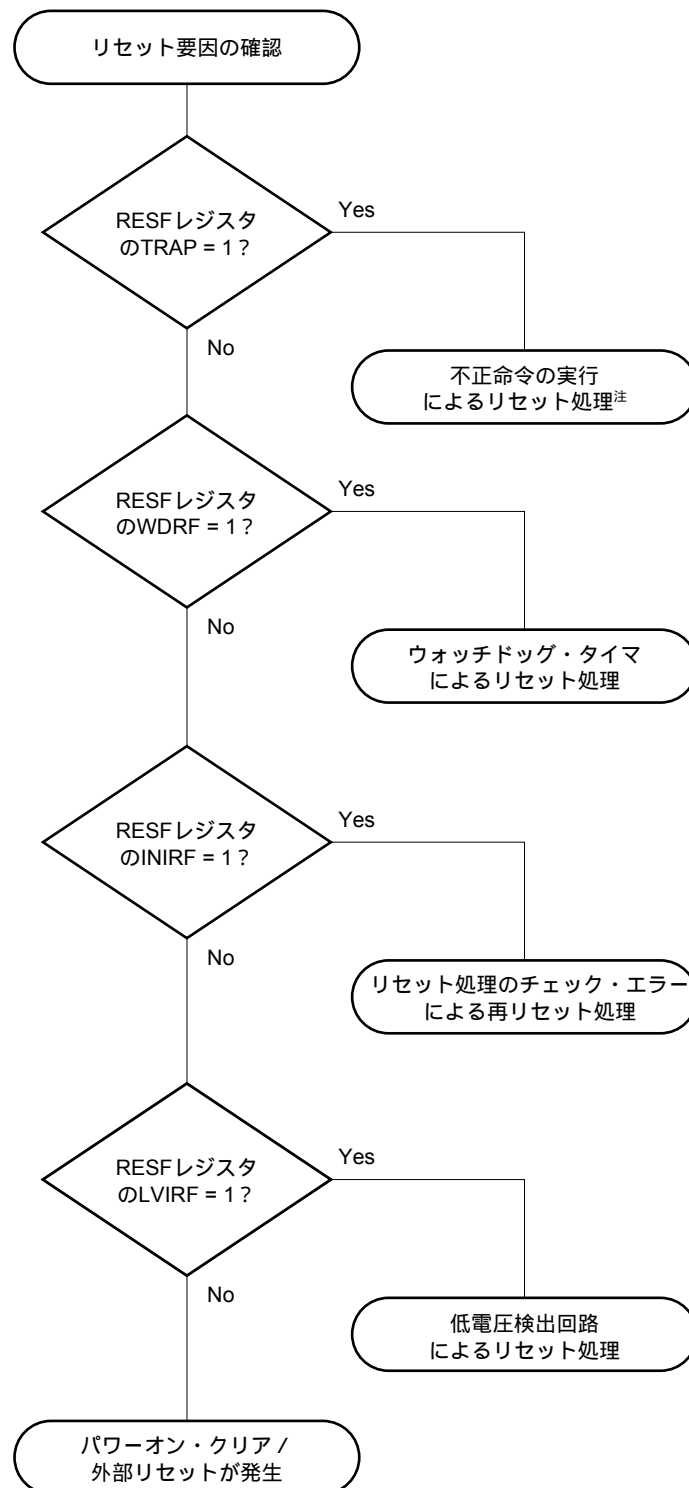 リセット要因の確認
RESFレジスタ
のTRAP = 1？
Yes
No
不正命令の実行
によるリセット処理注
RESFレジスタ
のWDRF = 1？
Yes
No
ウォッチドッグ・タイマ
によるリセット処理
RESFレジスタ
のINIRF = 1？
Yes
No
リセット処理のチェック・エラー
による再リセット処理
RESFレジスタ
のLVIRF = 1？
Yes
No
低電圧検出回路
によるリセット処理
パワーオン・クリア /
外部リセットが発生